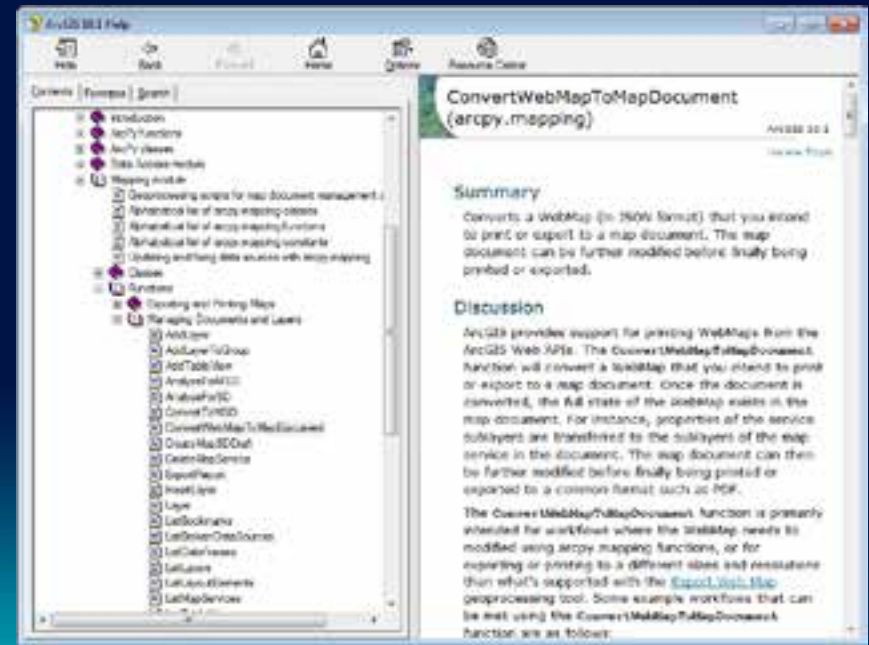 ArcGIS 10.1 Help
Hide Back Forward Home Options Resource Center
Contents Favorites Search
Introduction
ArcPy functions
ArcPy classes
Data Access module
Mapping module
Geoprocessing scripts for map document management
Alphabetical list of arcpy.mapping classes
Alphabetical list of arcpy.mapping functions
Alphabetical list of arcpy.mapping constants
Updating and fixing data sources with arcpy.mapping
Classes
Functions
Exporting and Printing Maps
Managing Documents and Layers
AddLayer
AddLayerToGroup
AddTableView
AnalyzeForMSD
AnalyzeForSD
ConvertToMSD
ConvertWebMapToMapDocument
CreateMapSDDraft
CreateMapService
ExportReport
InsertLayer
Layer
ListBookmarks
ListBrokenDataSources
ListDataFrames
ListLayers
ListLayoutElements
ListMapServices
ConvertWebMapToMapDocument
(arcpy.mapping)
ArcGIS 10.1
Summary
Converts a WebMap (in JSON format) that you intend
to print or export to a map document. The map
document can be further modified before finally being
printed or exported.
Discussion
ArcGIS provides support for printing WebMaps from the
ArcGIS Web APIs. The ConvertWebMapToMapDocument
function will convert a WebMap that you intend to print
or export to a map document. Once the document is
converted, the full state of the WebMap exists in the
map document. For instance, properties of the service
sublayers are transferred to the sublayers of the map
service in the document. The map document can then
be further modified before finally being printed or
exported to a common format such as PDF.
The ConvertWebMapToMapDocument function is primarily
intended for workflows where the WebMap needs to
modified using arcpy mapping functions, or for
exporting or printing to a different sizes and resolutions
than what's supported with the Export Web Map
geoprocessing tool. Some example workflows that can
be met using the ConvertWebMapToMapDocument
function are as follows: